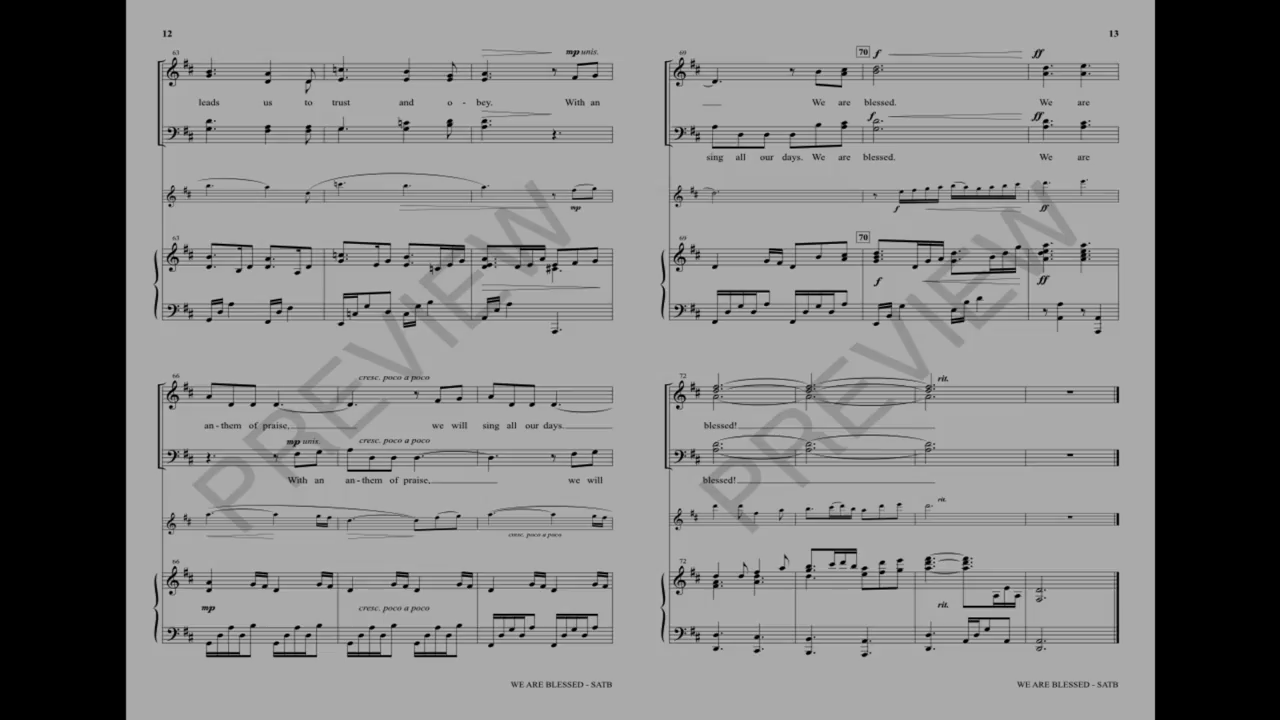 12
63
mp unis.
leads us to trust and o - bey. With an
mp
63
66
cresc. poco a poco
an - them of praise, we will sing all our days.
mp unis.
cresc. poco a poco
With an an - them of praise, we will
cresc. poco a poco
66
mp
cresc. poco a poco
WE ARE BLESSED - SATB
PREVIEW
13
69
70
f
ff
We are blessed. We are
f
ff
sing all our days. We are blessed. We are
f
ff
69
70
f
ff
72
rit.
blessed!
blessed!
rit.
72
rit.
WE ARE BLESSED - SATB
PREVIEW